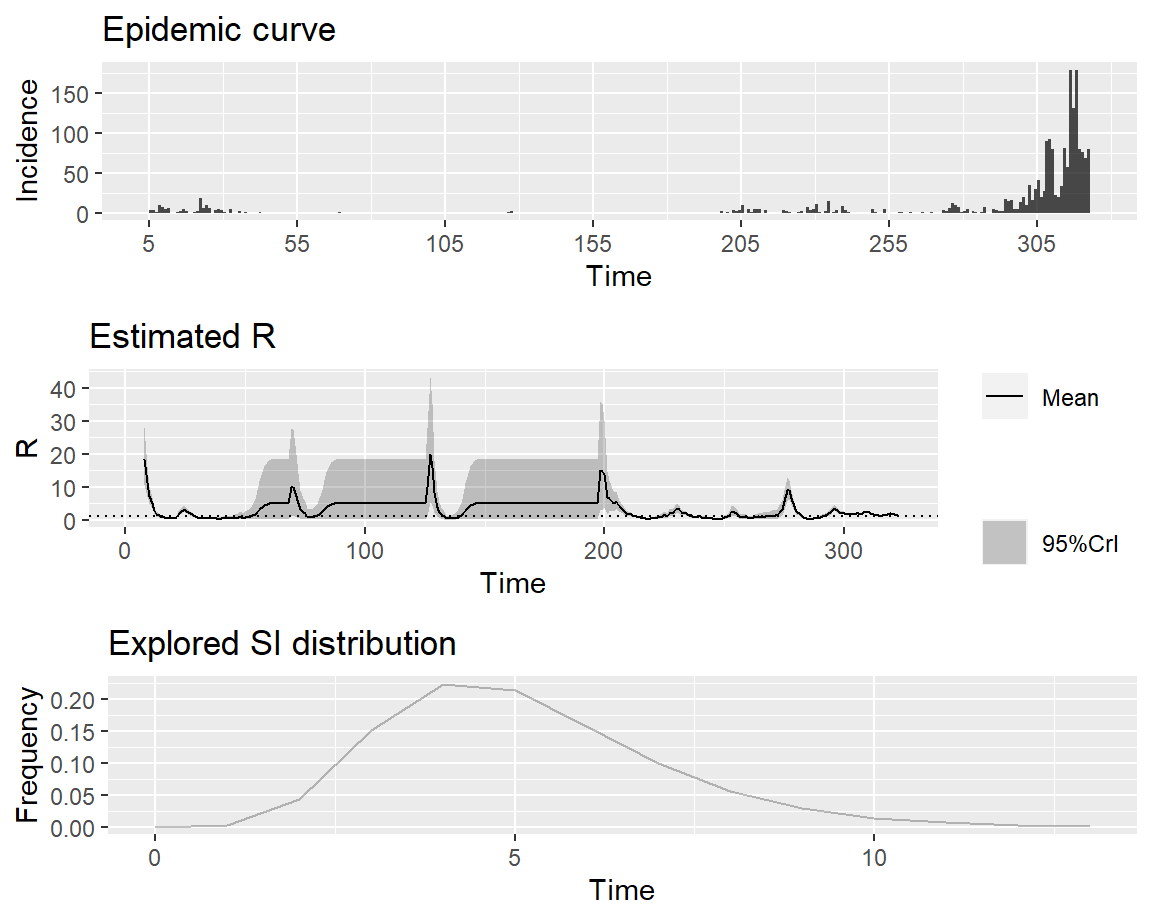 Epidemic curve
Incidence
150
100
50
0
5 55 105 155 205 255 305
Time
Estimated R
R
40
30
20
10
0
0 100 200 300
Time
Mean
95%CrI
Explored SI distribution
Frequency
0.20
0.15
0.10
0.05
0.00
0 5 10
Time